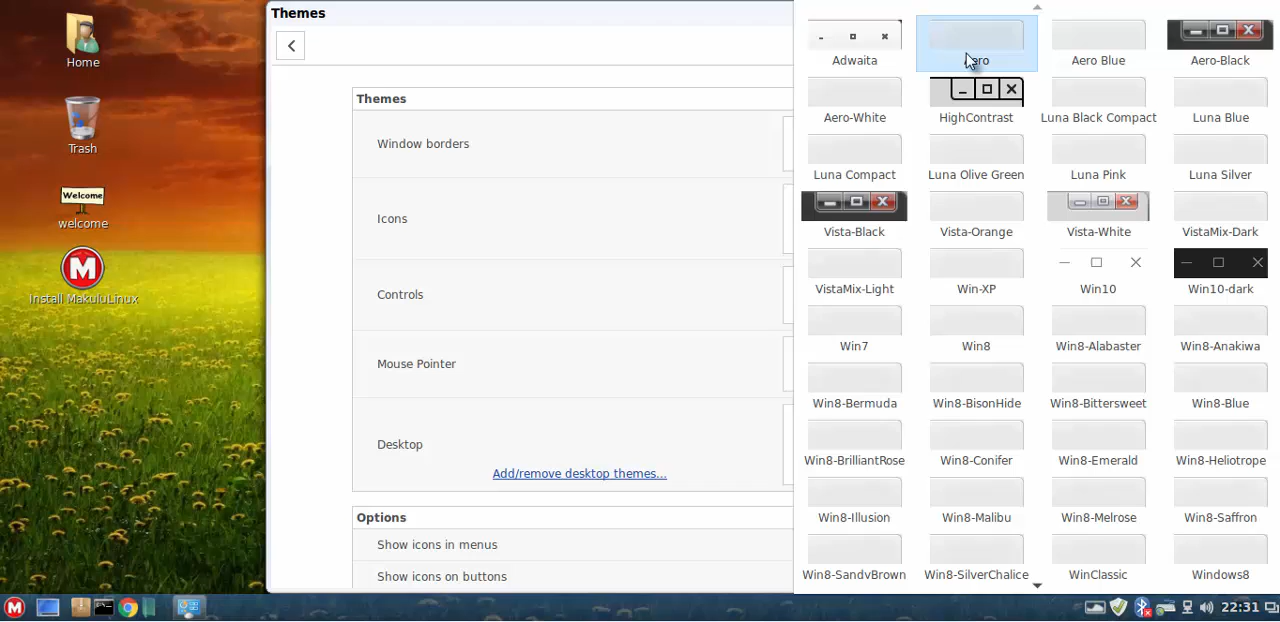 Home
Trash
Welcome
welcome
Install MakuluLinux
Themes
Themes
Window borders
Icons
Controls
Mouse Pointer
Desktop
Add/remove desktop themes...
Options
Show icons in menus
Show icons on buttons
Adwaita
Aero Blue
Aero-Black
Aero-White
HighContrast
Luna Black Compact
Luna Blue
Luna Compact
Luna Olive Green
Luna Pink
Luna Silver
Vista-Black
Vista-Orange
Vista-White
VistaMix-Dark
VistaMix-Light
Win-XP
Win10
Win10-dark
Win7
Win8
Win8-Alabaster
Win8-Anakiwa
Win8-Bermuda
Win8-BisonHide
Win8-Bittersweet
Win8-Blue
Win8-BrilliantRose
Win8-Conifer
Win8-Emerald
Win8-Heliotrope
Win8-Illusion
Win8-Malibu
Win8-Melrose
Win8-Saffron
Win8-SandyBrown
Win8-SilverChalice
WinClassic
Windows8
M
22:31